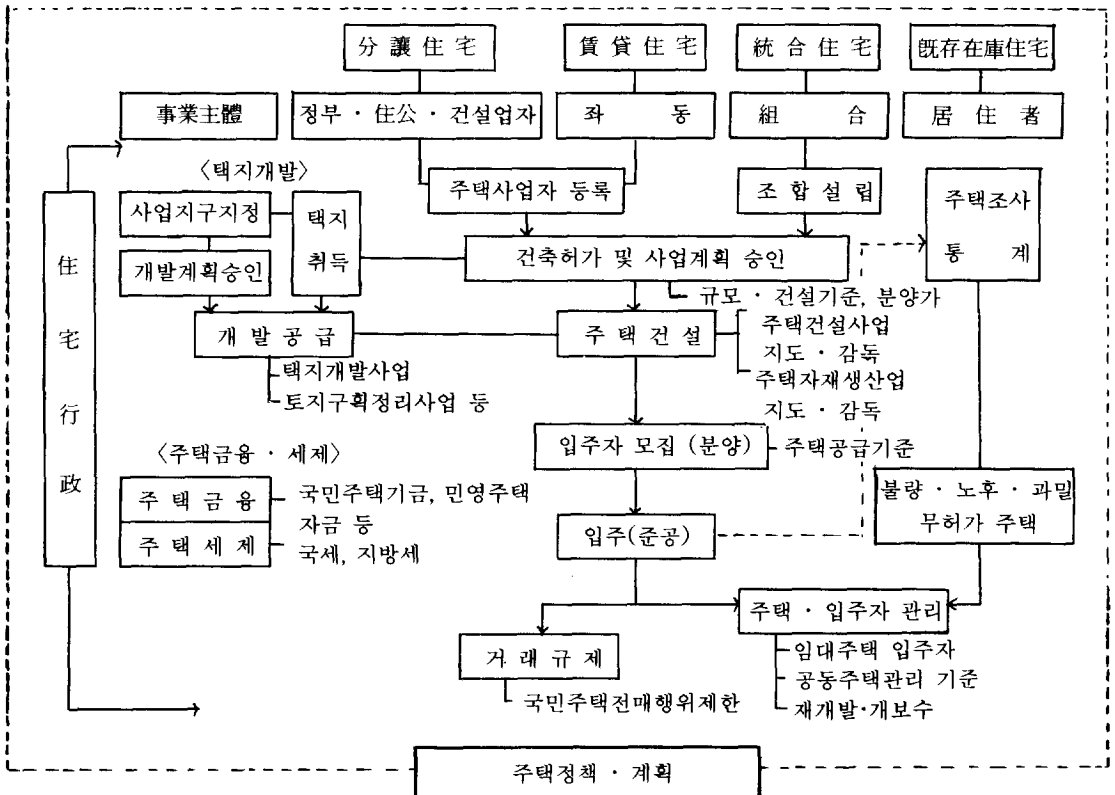 分讓住宅
賃貸住宅
統合住宅
旣存在庫住宅
事業主體
정부 · 住公 · 건설업자
좌 동
組 合
居住者
〈택지개발〉
주택사업자 등록
조합설립
주택조사
통 계
사업지구지정
택지
취득
개발계획승인
건축허가 및 사업계획 승인
규모 · 건설기준, 분양가
住
宅
行
政
개발공급
주택건설
주택건설사업
지도 · 감독
주택자재생산업
지도 · 감독
택지개발사업
토지구획정리사업 등
입주자 모집 (분양)
주택공급기준
〈주택금융 · 세제〉
주택금융
국민주택기금, 민영주택
자금 등
주택세제
국세, 지방세
입주(준공)
불량 · 노후 · 과밀
무허가 주택
주택 · 입주자 관리
거래규제
임대주택 입주자
공동주택관리 기준
재개발·개보수
국민주택전매행위제한
주택정책 · 계획